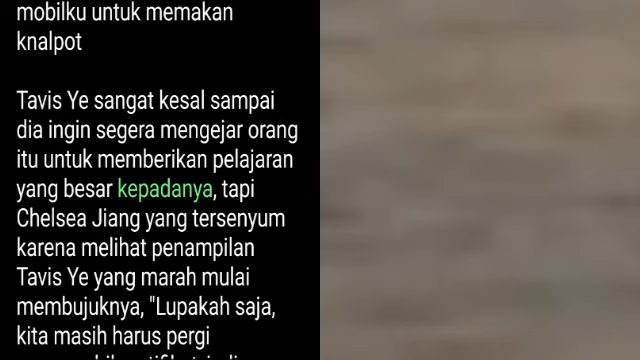 mobilku untuk memakan
knalpot
Tavis Ye sangat kesal sampai
dia ingin segera mengejar orang
itu untuk memberikan pelajaran
yang besar kepadanya, tapi
Chelsea Jiang yang tersenyum
karena melihat penampilan
Tavis Ye yang marah mulai
membujuknya, "Lupakah saja,
kita masih harus pergi